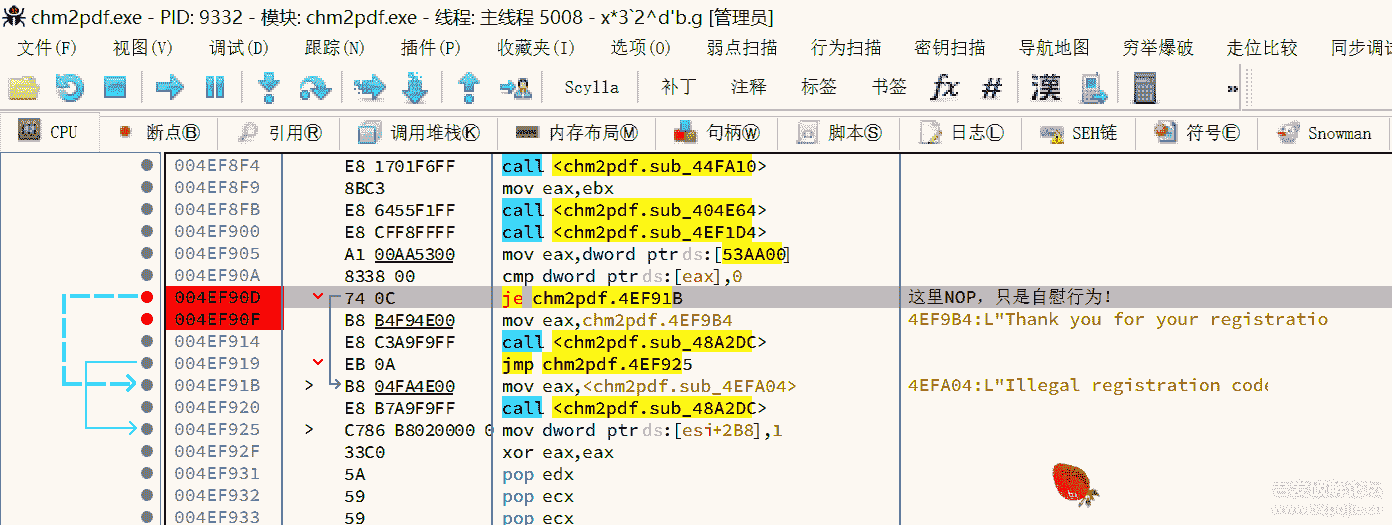 chm2pdf.exe - PID: 9332 - 模块: chm2pdf.exe - 线程: 主线程 5008 - x*3`2^d'b.g [管理员]
文件(F) 视图(V) 调试(D) 跟踪(N) 插件(P) 收藏夹(I) 选项(O) 弱点扫描 行为扫描 密钥扫描 导航地图 穷举爆破 走位比较 同步调试
Scylla 补丁 注释 标签 书签 fx # 漢 »
CPU 断点Ⓑ 引用Ⓡ 调用堆栈Ⓚ 内存布局Ⓜ 句柄Ⓦ 脚本Ⓢ 日志Ⓛ SEH链 符号Ⓔ Snowman
004EF8F4 E8 1701F6FF call <chm2pdf.sub_44FA10>
004EF8F9 8BC3 mov eax,ebx
004EF8FB E8 6455F1FF call <chm2pdf.sub_404E64>
004EF900 E8 CFF8FFFF call <chm2pdf.sub_4EF1D4>
004EF905 A1 00AA5300 mov eax,dword ptr ds:[53AA00]
004EF90A 8338 00 cmp dword ptr ds:[eax],0
004EF90D 74 0C je chm2pdf.4EF91B 这里NOP，只是自慰行为！
004EF90F B8 B4F94E00 mov eax,chm2pdf.4EF9B4 4EF9B4:L"Thank you for your registratio
004EF914 E8 C3A9F9FF call <chm2pdf.sub_48A2DC>
004EF919 EB 0A jmp chm2pdf.4EF925
004EF91B > B8 04FA4E00 mov eax,<chm2pdf.sub_4EFA04> 4EFA04:L"Illegal registration code
004EF920 E8 B7A9F9FF call <chm2pdf.sub_48A2DC>
004EF925 > C786 B8020000 0 mov dword ptr ds:[esi+2B8],1
004EF92F 33C0 xor eax,eax
004EF931 5A pop edx
004EF932 59 pop ecx
004EF933 59 pop ecx